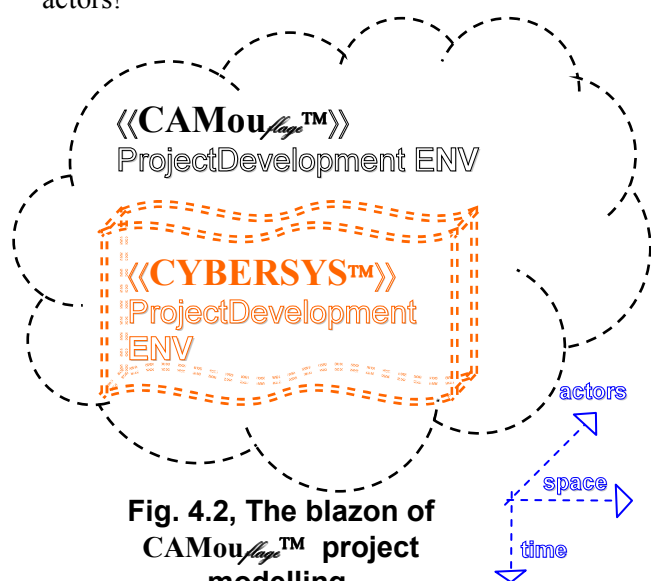 actors!
⟪CAMouflage™⟫
ProjectDevelopment ENV
⟪CYBERSYS™⟫
ProjectDevelopment
ENV
actors
space
time
Fig. 4.2, The blazon of
CAMouflage™ project
modelling